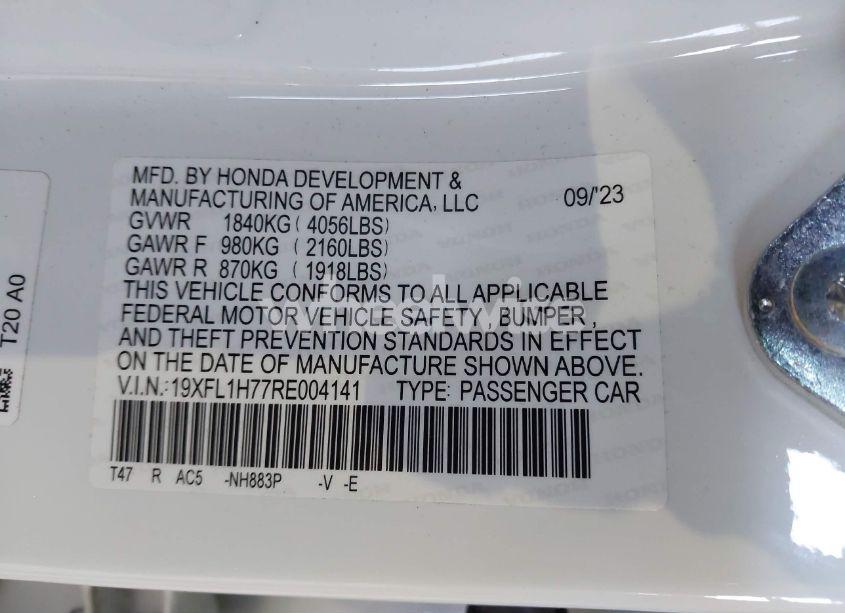 MFD. BY HONDA DEVELOPMENT &
MANUFACTURING OF AMERICA, LLC 09/'23
GVWR 1840KG ( 4056LBS)
GAWR F 980KG ( 2160LBS)
GAWR R 870KG ( 1918LBS)
THIS VEHICLE CONFORMS TO ALL APPLICABLE
FEDERAL MOTOR VEHICLE SAFETY , BUMPER ,
AND THEFT PREVENTION STANDARDS IN EFFECT
ON THE DATE OF MANUFACTURE SHOWN ABOVE.
V.I.N.:19XFL1H77RE004141 TYPE: PASSENGER CAR
T47 R AC5 -NH883P -V -E
T20 A0